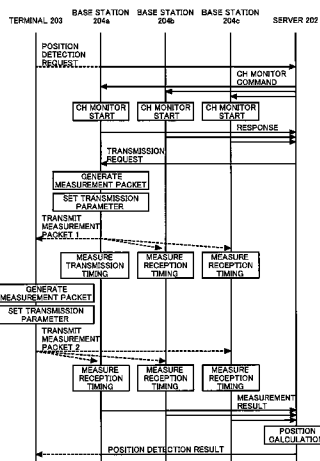 TERMINAL 203
BASE STATION
204a
BASE STATION
204b
BASE STATION
204c
SERVER 202
POSITION
DETECTION
REQUEST
CH MONITOR
COMMAND
CH MONITOR
START
CH MONITOR
START
CH MONITOR
START
RESPONSE
TRANSMISSION
REQUEST
GENERATE
MEASUREMENT PACKET
SET TRANSMISSION
PARAMETER
TRANSMIT
MEASUREMENT
PACKET 1
MEASURE
TRANSMISSION
TIMING
MEASURE
RECEPTION
TIMING
MEASURE
RECEPTION
TIMING
GENERATE
MEASUREMENT PACKET
SET TRANSMISSION
PARAMETER
TRANSMIT
MEASUREMENT
PACKET 2
MEASURE
RECEPTION
TIMING
MEASURE
RECEPTION
TIMING
MEASURE
RECEPTION
TIMING
MEASUREMENT
RESULT
POSITION
CALCULATION
POSITION DETECTION RESULT